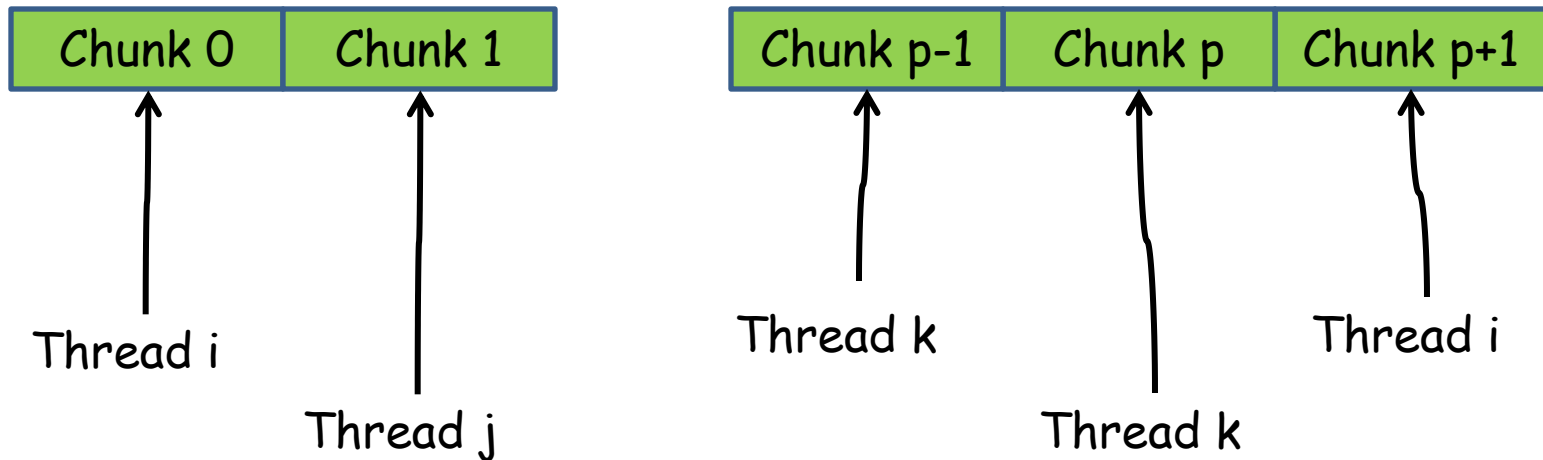 Chunk 0 Chunk 1 Chunk p-1 Chunk p Chunk p+1
Thread i Thread k Thread i
Thread j Thread k